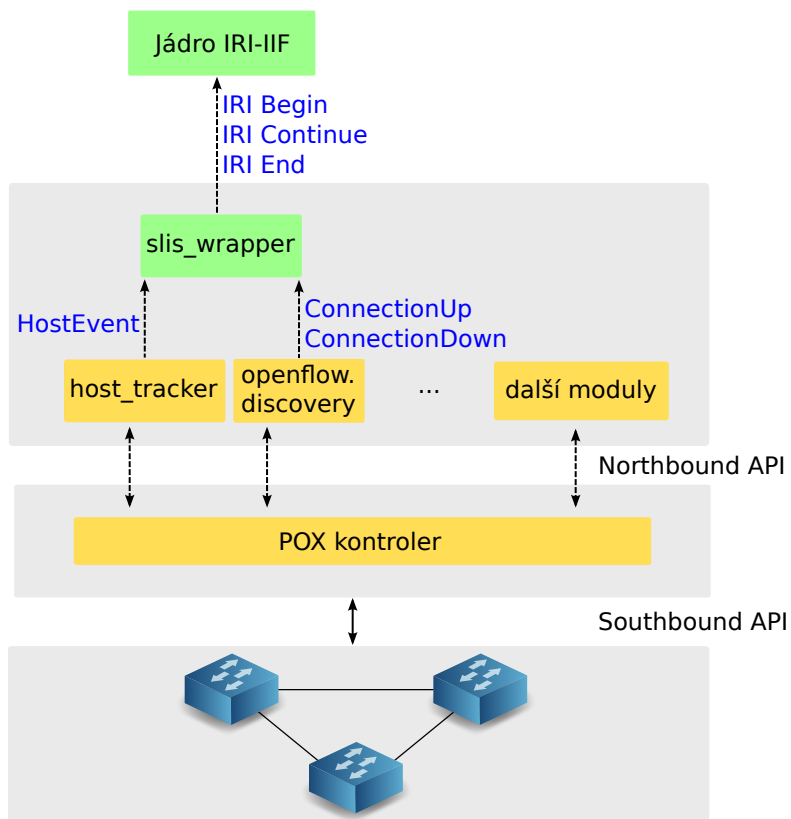 Jádro IRI-IIF
IRI Begin
IRI Continue
IRI End
slis_wrapper
HostEvent
ConnectionUp
ConnectionDown
host_tracker
openflow.
discovery
...
další moduly
Northbound API
POX kontroler
Southbound API